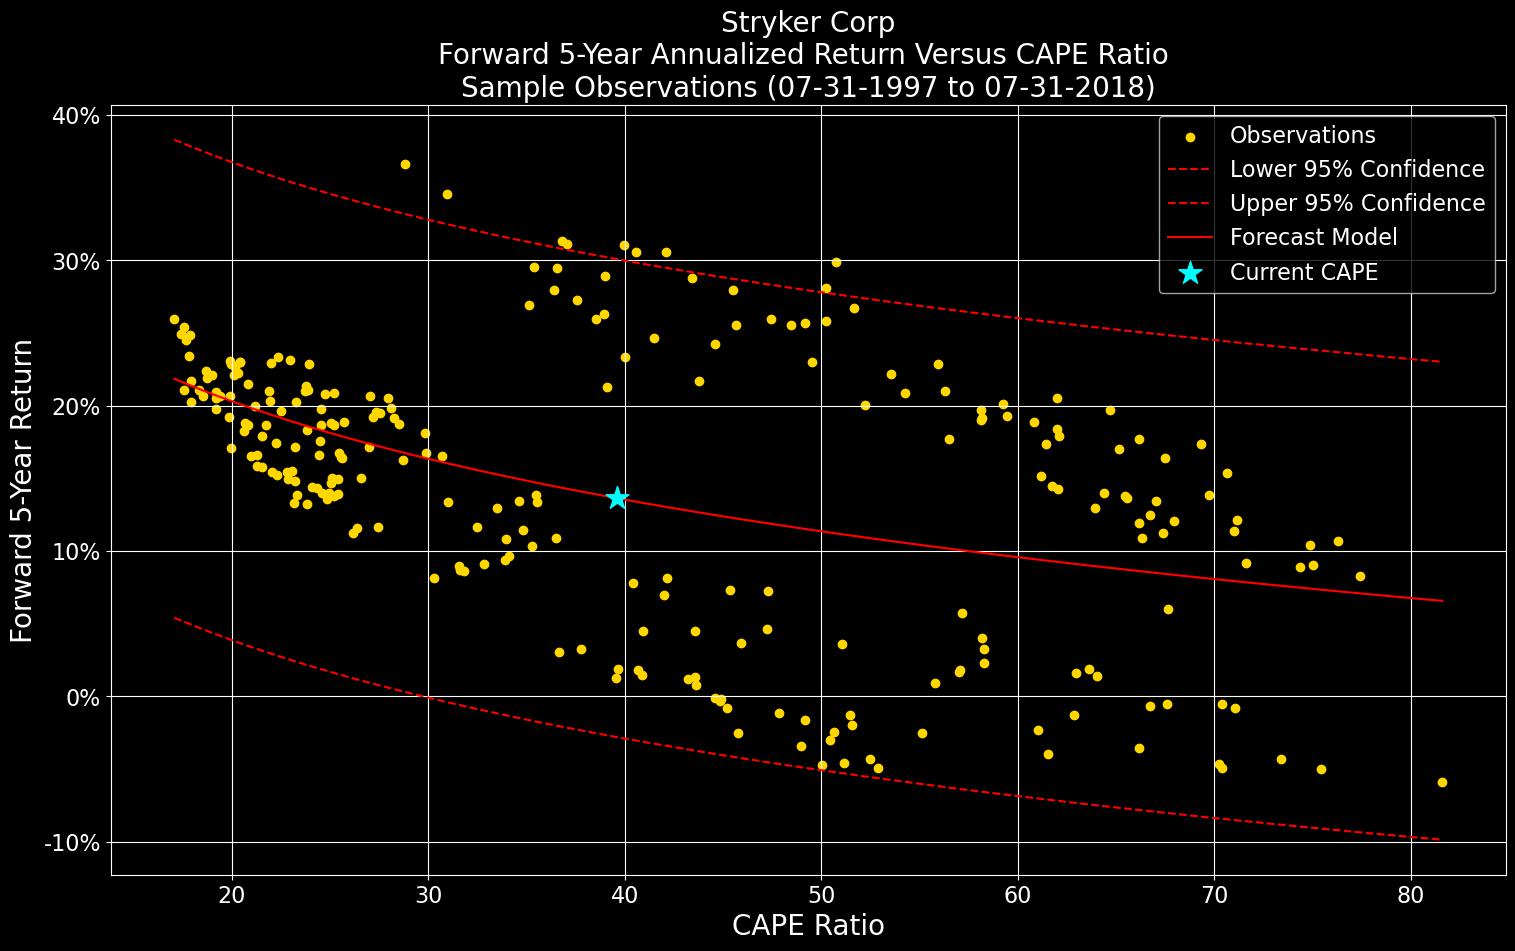 Stryker Corp
Forward 5-Year Annualized Return Versus CAPE Ratio
Sample Observations (07-31-1997 to 07-31-2018)
40%
30%
20%
10%
0%
-10%
Forward 5-Year Return
Observations
Lower 95% Confidence
Upper 95% Confidence
Forecast Model
Current CAPE
20 30 40 50 60 70 80
CAPE Ratio